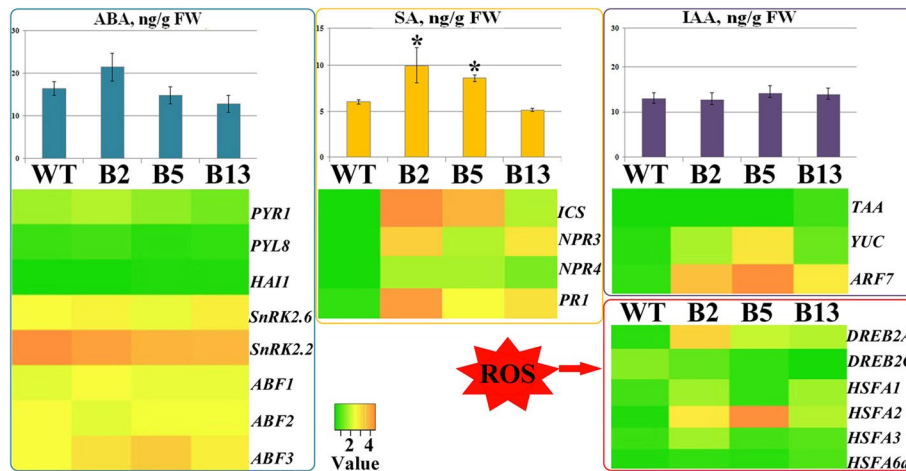 ABA, ng/g FW
30
20
10
0
WT B2 B5 B13
PYR1
PYL8
HAI1
SnRK2.6
SnRK2.2
ABF1
ABF2
ABF3
SA, ng/g FW
15
10
5
0
*
*
WT B2 B5 B13
ICS
NPR3
NPR4
PR1
IAA, ng/g FW
30
20
10
0
WT B2 B5 B13
TAA
YUC
ARF7
ROS
WT B2 B5 B13
DREB2A
DREB2C
HSFA1
HSFA2
HSFA3
HSFA6a
2 4
Value